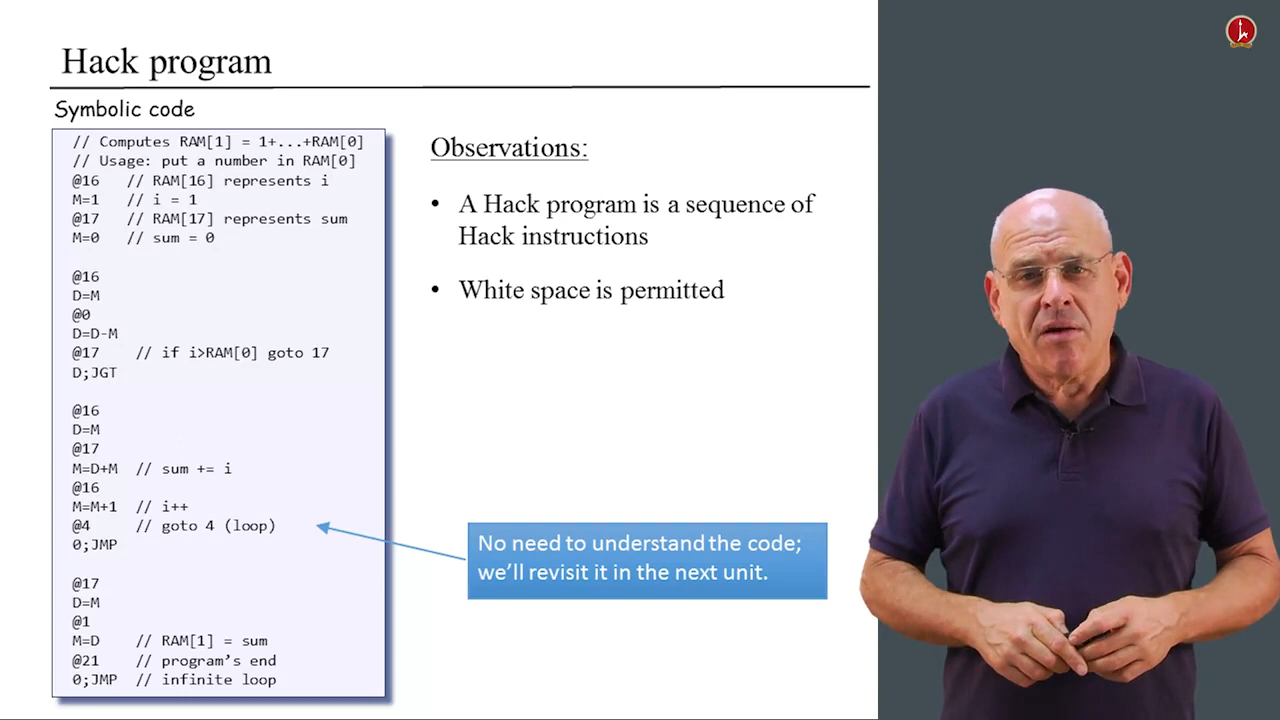 Hack program
Symbolic code
// Computes RAM[1] = 1+...+RAM[0]
// Usage: put a number in RAM[0]
@16 // RAM[16] represents i
M=1 // i = 1
@17 // RAM[17] represents sum
M=0 // sum = 0
@16
D=M
@0
D=D-M
@17 // if i>RAM[0] goto 17
D;JGT
@16
D=M
@17
M=D+M // sum += i
@16
M=M+1 // i++
@4 // goto 4 (loop)
0;JMP
@17
D=M
@1
M=D // RAM[1] = sum
@21 // program’s end
0;JMP // infinite loop
Observations:
• A Hack program is a sequence of
Hack instructions
• White space is permitted
No need to understand the code;
we’ll revisit it in the next unit.